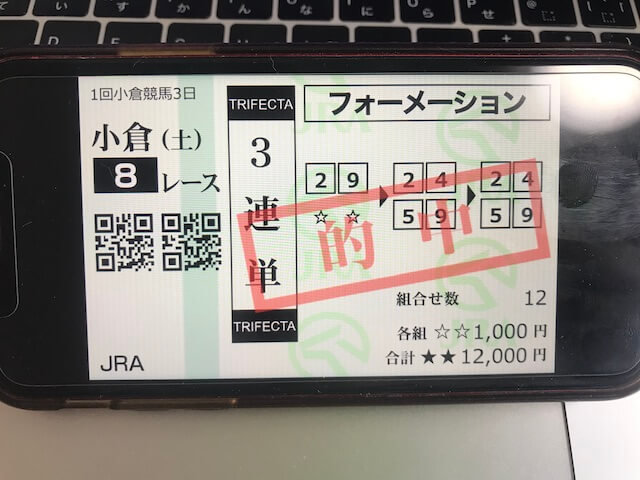 1回小倉競馬3日
小倉(土)
8レース
JRA
TRIFECTA
3連単
TRIFECTA
フォーメーション
2 9
☆ ☆
2 4
5 9
2 4
5 9
的中
組合せ数 12
各組 ☆☆1,000円
合計 ★★12,000円